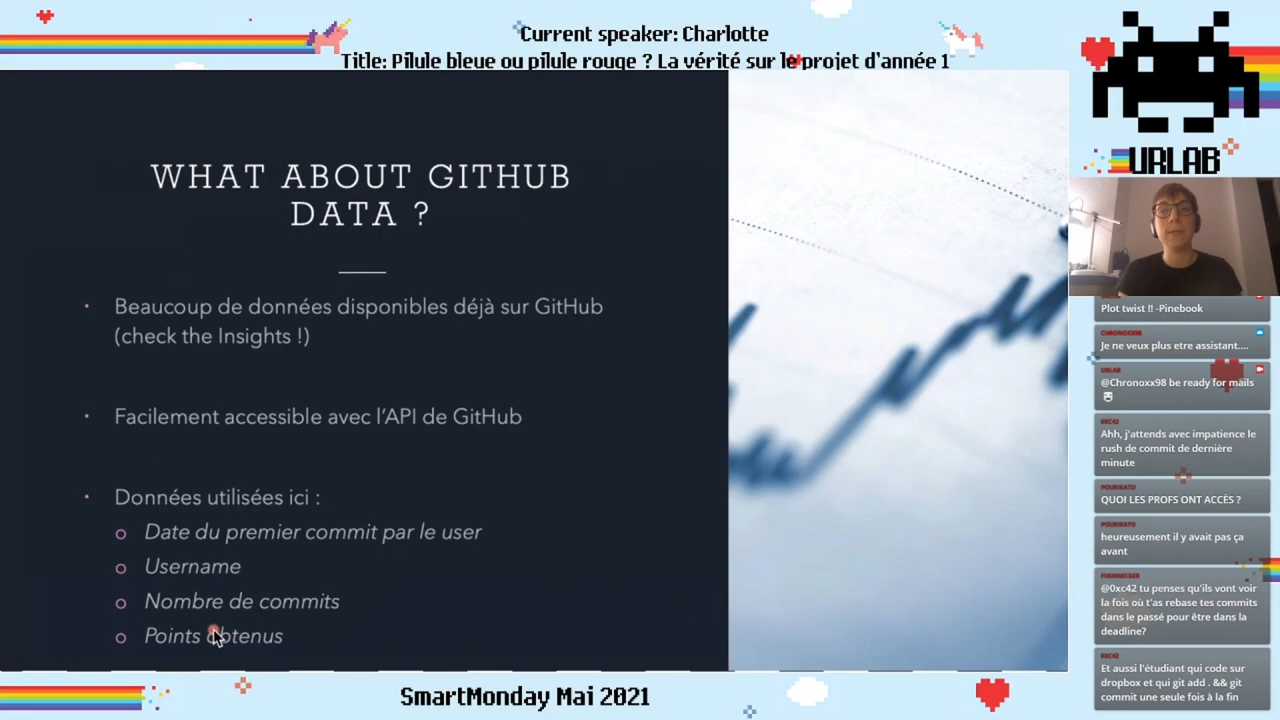 Current speaker: Charlotte
Title: Pilule bleue ou pilule rouge ? La vérité sur le projet d'année 1
URLAB
WHAT ABOUT GITHUB
DATA ?
• Beaucoup de données disponibles déjà sur GitHub
(check the Insights !)
• Facilement accessible avec l'API de GitHub
• Données utilisées ici :
o Date du premier commit par le user
o Username
o Nombre de commits
o Points obtenus
Plot twist !! -Pinebook
CHRONOXX98
Je ne veux plus etre assistant....
URLAB
@Chronoxx98 be ready for mails
Ahh, j'attends avec impatience le
rush de commit de dernière
minute
QUOI LES PROFS ONT ACCÈS ?
heureusement il y avait pas ça
avant
@0xc42 tu penses qu'ils vont voir
la fois où t'as rebase tes commits
dans le passé pour être dans la
deadline?
Et aussi l'étudiant qui code sur
dropbox et qui git add . && git
commit une seule fois à la fin
SmartMonday Mai 2021